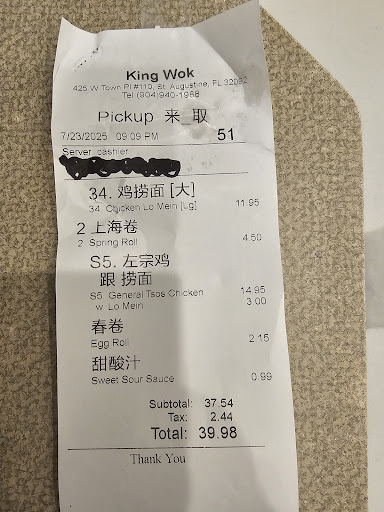 King Wok
425 W Town Pl #110, St. Augustine, FL 32092
Tel (904)940-1988
Pickup 来 取
7/23/2025 09:09 PM 51
Server: cashier
34. 鸡捞面 [大]
34. Chicken Lo Mein [Lg] 11.95
2 上海卷
2 Spring Roll 4.50
S5. 左宗鸡
跟 捞面
S5. General Tsos Chicken 14.95
w. Lo Mein 3.00
春卷
Egg Roll 2.15
甜酸汁
Sweet Sour Sauce 0.99
Subtotal: 37.54
Tax: 2.44
Total: 39.98
Thank You